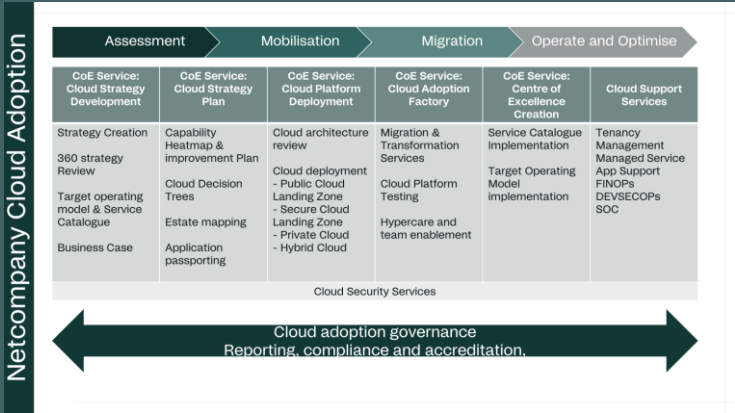 Netcompany Cloud Adoption
Assessment
Mobilisation
Migration
Operate and Optimise
CoE Service:
Cloud Strategy
Development
Strategy Creation
360 strategy
Review
Target operating
model & Service
Catalogue
Business Case
CoE Service:
Cloud Strategy
Plan
Capability
Heatmap &
improvement Plan
Cloud Decision
Trees
Estate mapping
Application
passporting
CoE Service:
Cloud Platform
Deployment
Cloud architecture
review
Cloud deployment
- Public Cloud
Landing Zone
- Secure Cloud
Landing Zone
- Private Cloud
- Hybrid Cloud
CoE Service:
Cloud Adoption
Factory
Migration &
Transformation
Services
Cloud Platform
Testing
Hypercare and
team enablement
CoE Service:
Centre of
Excellence
Creation
Service Catalogue
Implementation
Target Operating
Model
implementation
Cloud Support
Services
Tenancy
Management
Managed Service
App Support
FINOPs
DEVSECOPs
SOC
Cloud Security Services
Cloud adoption governance
Reporting, compliance and accreditation,